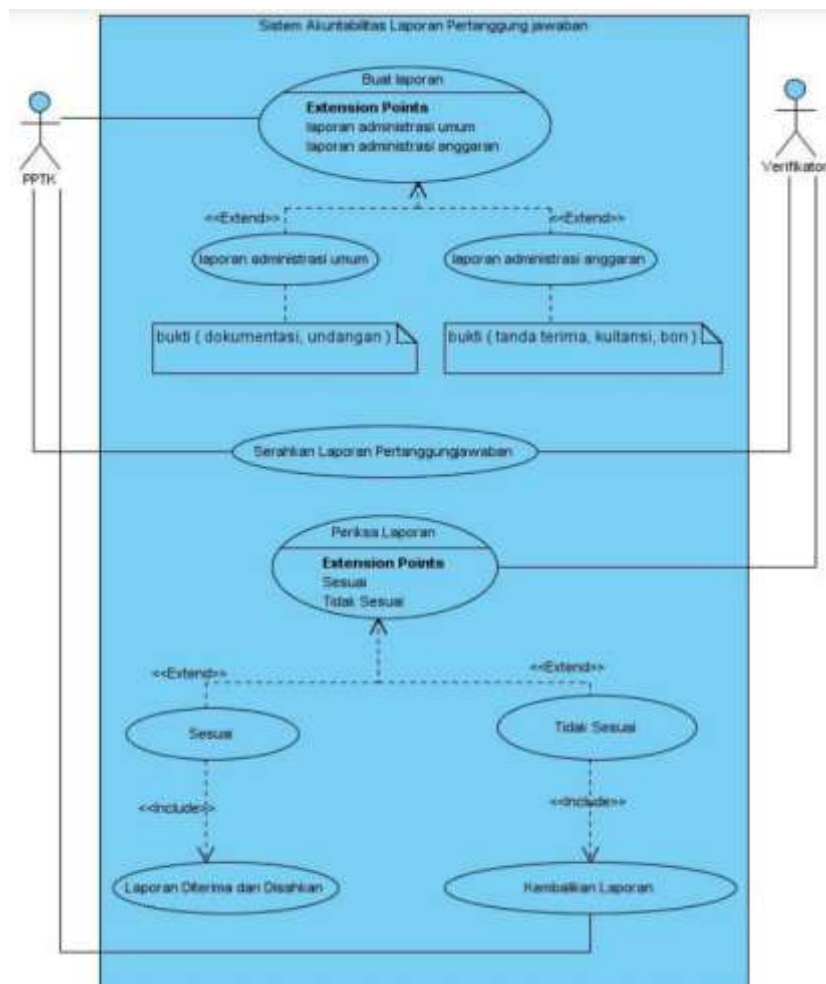 Sistem Akuntabilitas Laporan Pertanggung jawaban
Buat laporan
Extension Points
laporan administrasi umum
laporan administrasi anggaran
PPTK
Verifikator
<<Extend>>
<<Extend>>
laporan administrasi umum
laporan administrasi anggaran
bukti ( dokumentasi, undangan )
bukti ( tanda terima, kuitansi, bon )
Serahkan Laporan Pertanggungjawaban
Periksa Laporan
Extension Points
Sesuai
Tidak Sesuai
<<Extend>>
<<Extend>>
Sesuai
Tidak Sesuai
<<Include>>
<<Include>>
Laporan Diterima dan Disahkan
Kembalikan Laporan